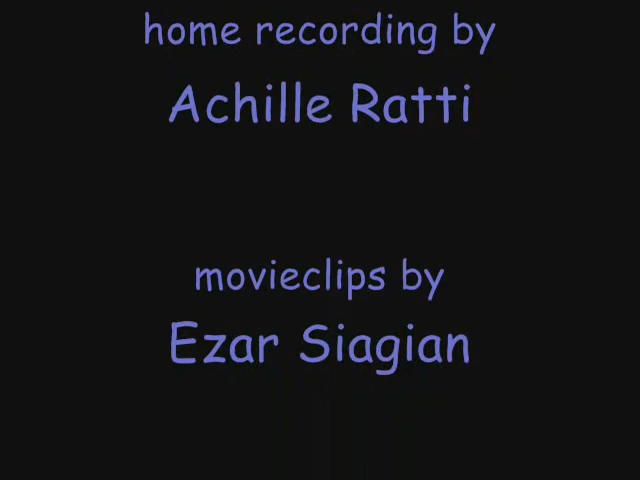 home recording by
Achille Ratti
movieclips by
Ezar Siagian